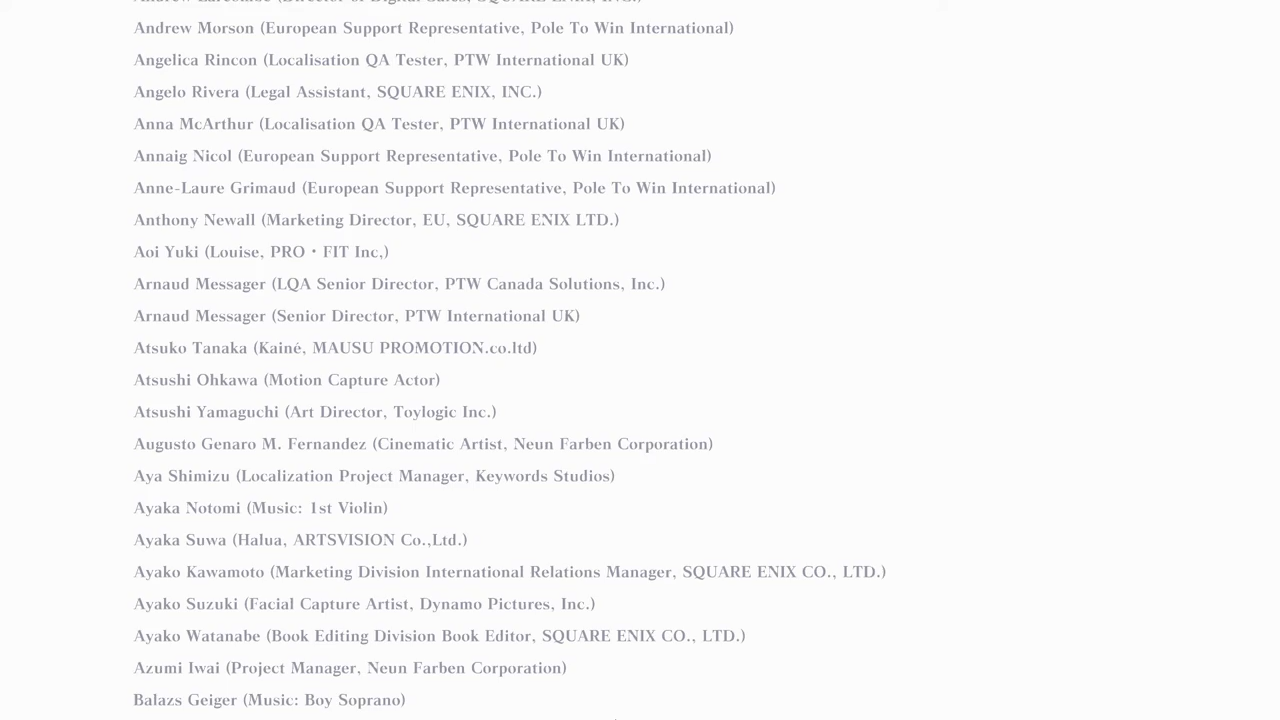 Andrew Morson (European Support Representative, Pole To Win International)
Angelica Rincon (Localisation QA Tester, PTW International UK)
Angelo Rivera (Legal Assistant, SQUARE ENIX, INC.)
Anna McArthur (Localisation QA Tester, PTW International UK)
Annaig Nicol (European Support Representative, Pole To Win International)
Anne-Laure Grimaud (European Support Representative, Pole To Win International)
Anthony Newall (Marketing Director, EU, SQUARE ENIX LTD.)
Aoi Yuki (Louise, PRO・FIT Inc,)
Arnaud Messager (LQA Senior Director, PTW Canada Solutions, Inc.)
Arnaud Messager (Senior Director, PTW International UK)
Atsuko Tanaka (Kainé, MAUSU PROMOTION.co.ltd)
Atsushi Ohkawa (Motion Capture Actor)
Atsushi Yamaguchi (Art Director, Toylogic Inc.)
Augusto Genaro M. Fernandez (Cinematic Artist, Neun Farben Corporation)
Aya Shimizu (Localization Project Manager, Keywords Studios)
Ayaka Notomi (Music: 1st Violin)
Ayaka Suwa (Halua, ARTSVISION Co.,Ltd.)
Ayako Kawamoto (Marketing Division International Relations Manager, SQUARE ENIX CO., LTD.)
Ayako Suzuki (Facial Capture Artist, Dynamo Pictures, Inc.)
Ayako Watanabe (Book Editing Division Book Editor, SQUARE ENIX CO., LTD.)
Azumi Iwai (Project Manager, Neun Farben Corporation)
Balazs Geiger (Music: Boy Soprano)